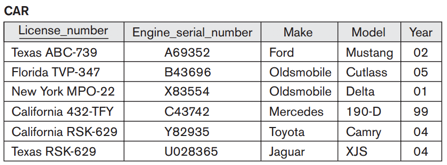 CAR
License_number Engine_serial_number Make Model Year
Texas ABC-739 A69352 Ford Mustang 02
Florida TVP-347 B43696 Oldsmobile Cutlass 05
New York MPO-22 X83554 Oldsmobile Delta 01
California 432-TFY C43742 Mercedes 190-D 99
California RSK-629 Y82935 Toyota Camry 04
Texas RSK-629 U028365 Jaguar XJS 04